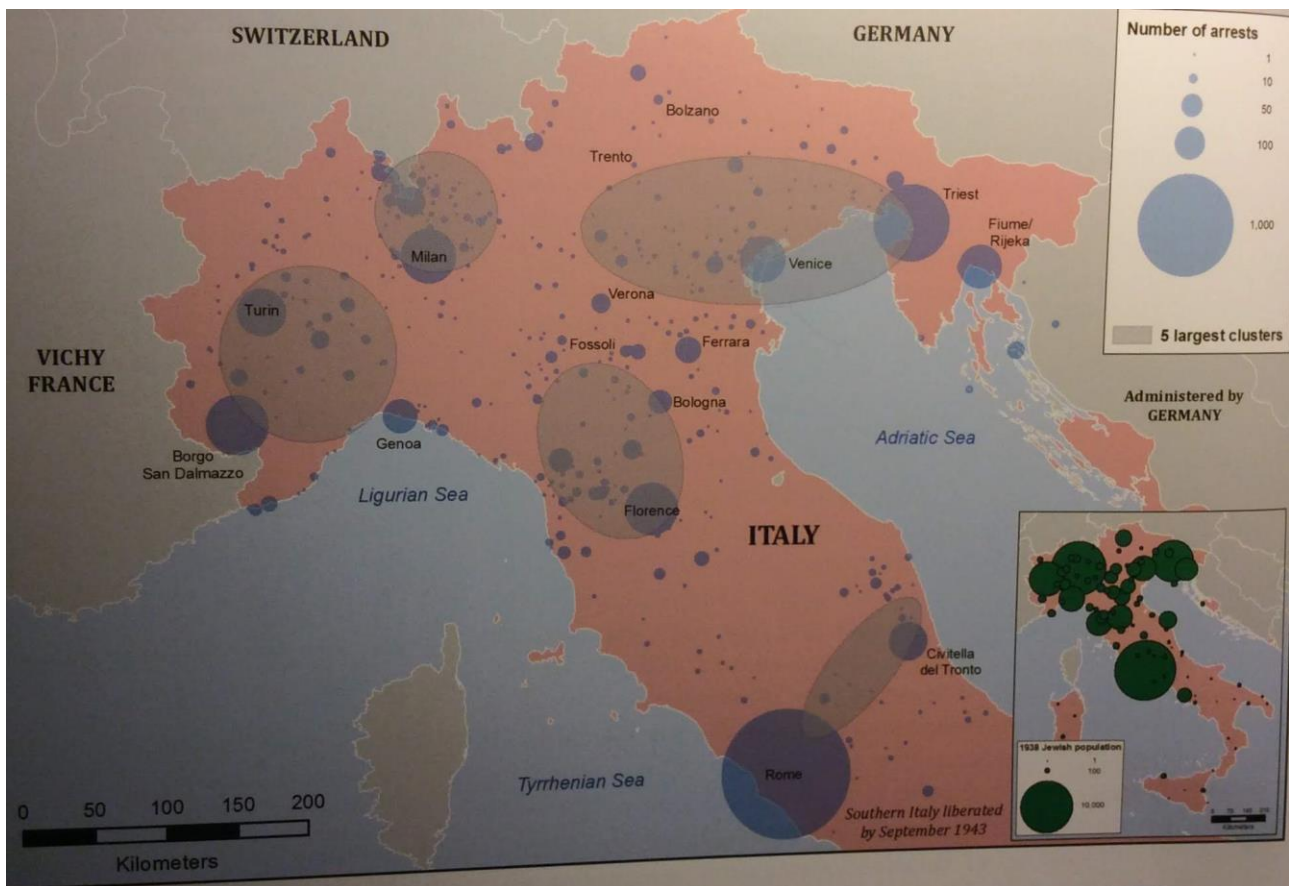 SWITZERLAND
GERMANY
Number of arrests
1
10
50
100
1,000
5 largest clusters
Bolzano
Trento
Triest
Fiume/
Rijeka
Milan
Venice
Turin
Verona
Fossoli
Ferrara
VICHY
FRANCE
Bologna
Administered by
GERMANY
Genoa
Adriatic Sea
Borgo
San Dalmazzo
Ligurian Sea
Florence
ITALY
Civitella
del Tronto
Rome
Tyrrhenian Sea
Southern Italy liberated
by September 1943
0 50 100 150 200
Kilometers
1938 Jewish population
1
100
10,000
Kilometers